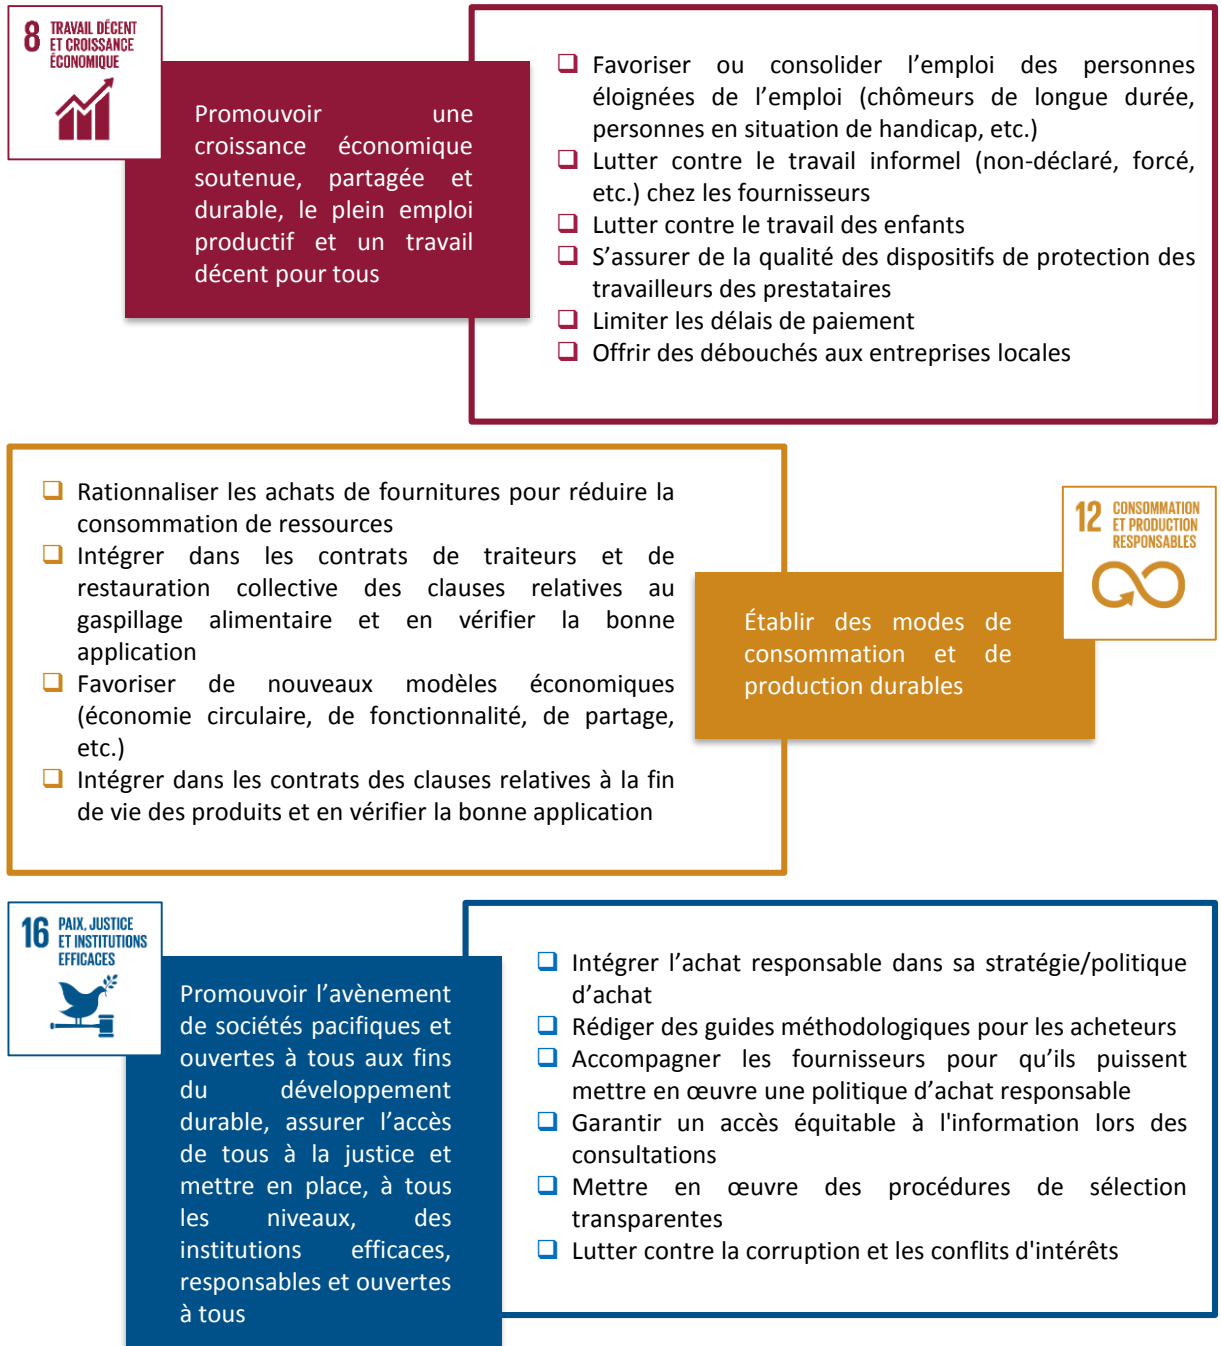 8 TRAVAIL DÉCENT
ET CROISSANCE
ÉCONOMIQUE
Promouvoir une
croissance économique
soutenue, partagée et
durable, le plein emploi
productif et un travail
décent pour tous
❑ Favoriser ou consolider l’emploi des personnes
éloignées de l’emploi (chômeurs de longue durée,
personnes en situation de handicap, etc.)
❑ Lutter contre le travail informel (non-déclaré, forcé,
etc.) chez les fournisseurs
❑ Lutter contre le travail des enfants
❑ S’assurer de la qualité des dispositifs de protection des
travailleurs des prestataires
❑ Limiter les délais de paiement
❑ Offrir des débouchés aux entreprises locales
❑ Rationnaliser les achats de fournitures pour réduire la
consommation de ressources
❑ Intégrer dans les contrats de traiteurs et de
restauration collective des clauses relatives au
gaspillage alimentaire et en vérifier la bonne
application
❑ Favoriser de nouveaux modèles économiques
(économie circulaire, de fonctionnalité, de partage,
etc.)
❑ Intégrer dans les contrats des clauses relatives à la fin
de vie des produits et en vérifier la bonne application
12 CONSOMMATION
ET PRODUCTION
RESPONSABLES
Établir des modes de
consommation et de
production durables
16 PAIX, JUSTICE
ET INSTITUTIONS
EFFICACES
Promouvoir l’avènement
de sociétés pacifiques et
ouvertes à tous aux fins
du développement
durable, assurer l’accès
de tous à la justice et
mettre en place, à tous
les niveaux, des
institutions efficaces,
responsables et ouvertes
à tous
❑ Intégrer l’achat responsable dans sa stratégie/politique
d’achat
❑ Rédiger des guides méthodologiques pour les acheteurs
❑ Accompagner les fournisseurs pour qu’ils puissent
mettre en œuvre une politique d’achat responsable
❑ Garantir un accès équitable à l'information lors des
consultations
❑ Mettre en œuvre des procédures de sélection
transparentes
❑ Lutter contre la corruption et les conflits d'intérêts